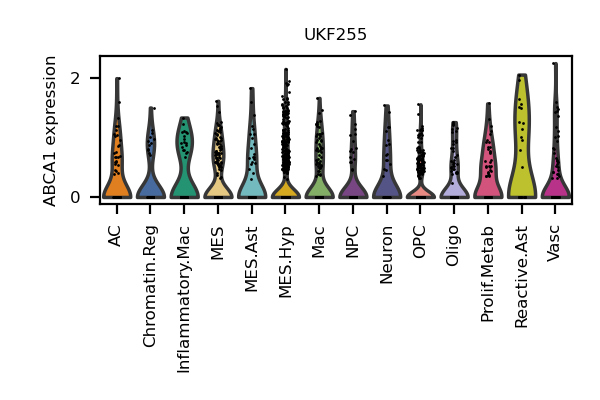 UKF255
ABCA1 expression
2
0
AC
Chromatin.Reg
Inflammatory.Mac
MES
MES.Ast
MES.Hyp
Mac
NPC
Neuron
OPC
Oligo
Prolif.Metab
Reactive.Ast
Vasc